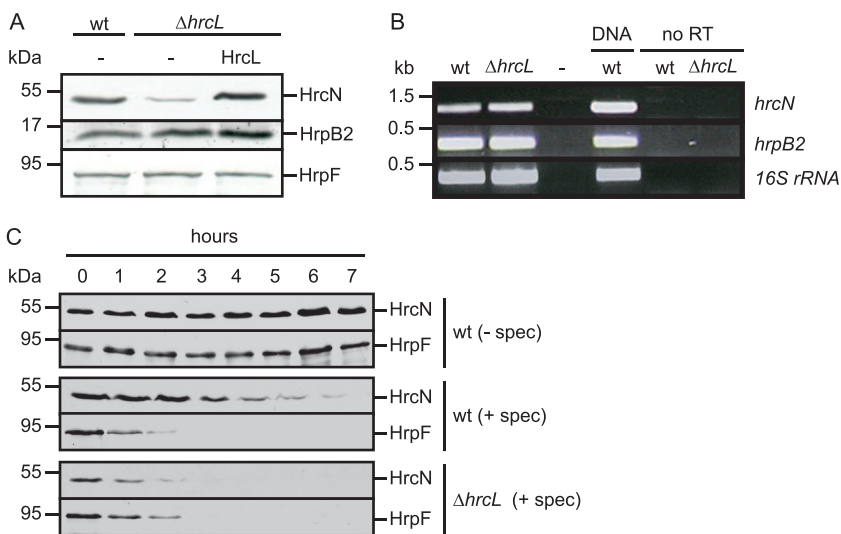 A
wt ΔhrcL
kDa - - HrcL
55 HrcN
17 HrpB2
95 HrpF
B
DNA no RT
kb wt ΔhrcL - wt wt ΔhrcL
1.5 hrcN
0.5 hrpB2
0.5 16S rRNA
C
hours
kDa 0 1 2 3 4 5 6 7
55 HrcN
95 HrpF
wt (- spec)
55 HrcN
95 HrpF
wt (+ spec)
55 HrcN
95 HrpF
ΔhrcL (+ spec)